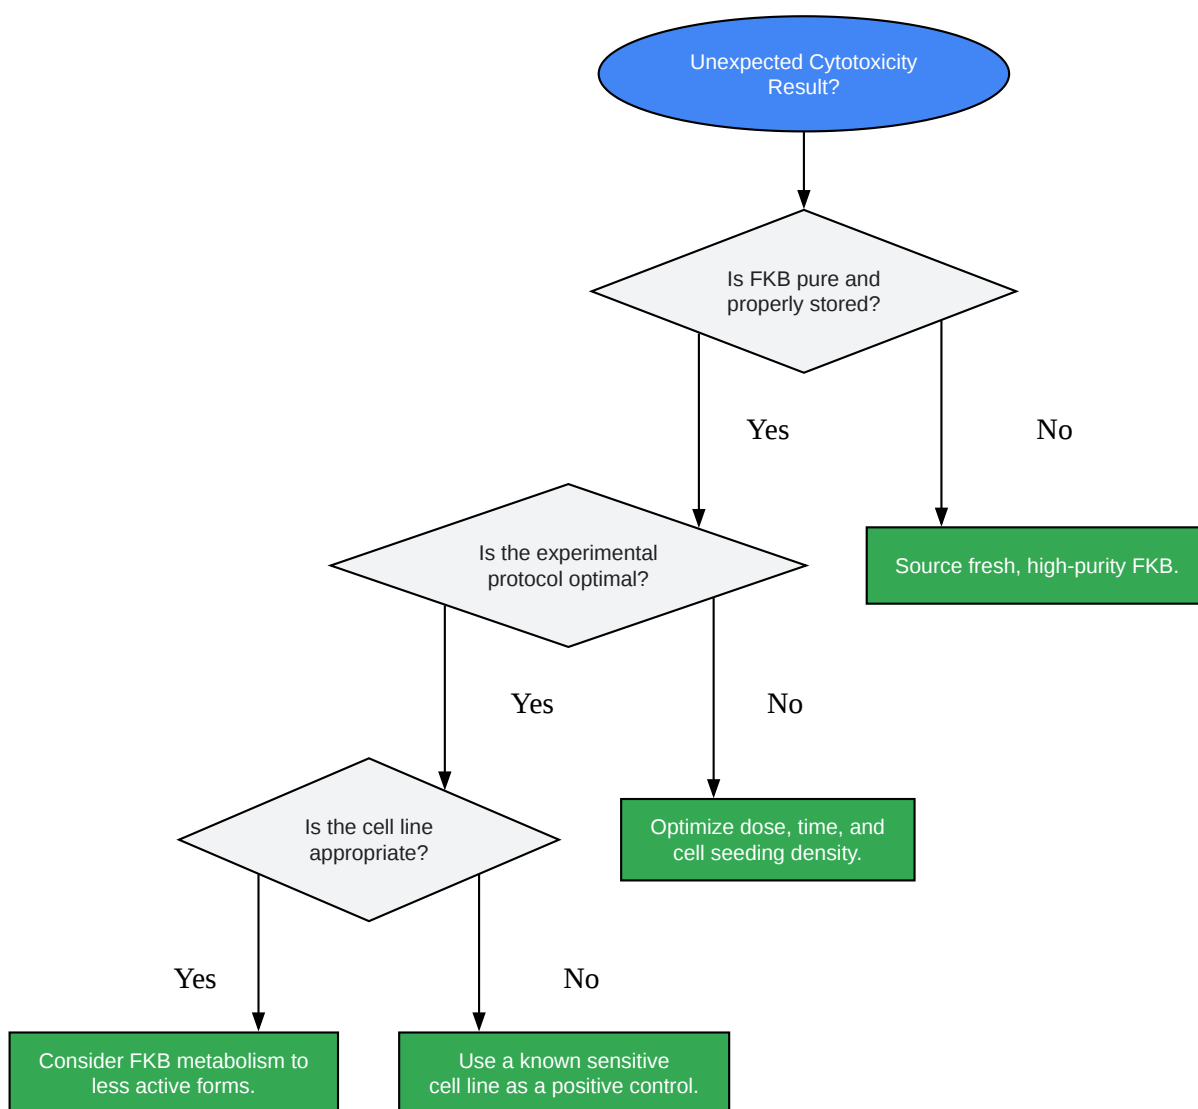 Unexpected Cytotoxicity
Result?
Is FKB pure and
properly stored?
Yes
No
Is the experimental
protocol optimal?
Source fresh, high-purity FKB.
Yes
No
Is the cell line
appropriate?
Optimize dose, time, and
cell seeding density.
Yes
No
Consider FKB metabolism to
less active forms.
Use a known sensitive
cell line as a positive control.